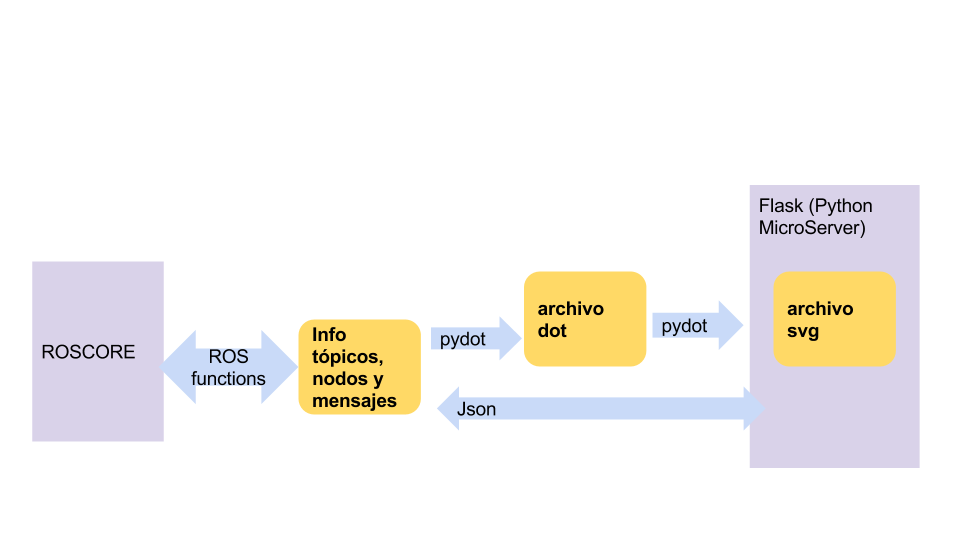 Flask (Python
MicroServer)
ROSCORE
ROS
functions
Info
tópicos,
nodos y
mensajes
pydot
archivo
dot
pydot
archivo
svg
Json